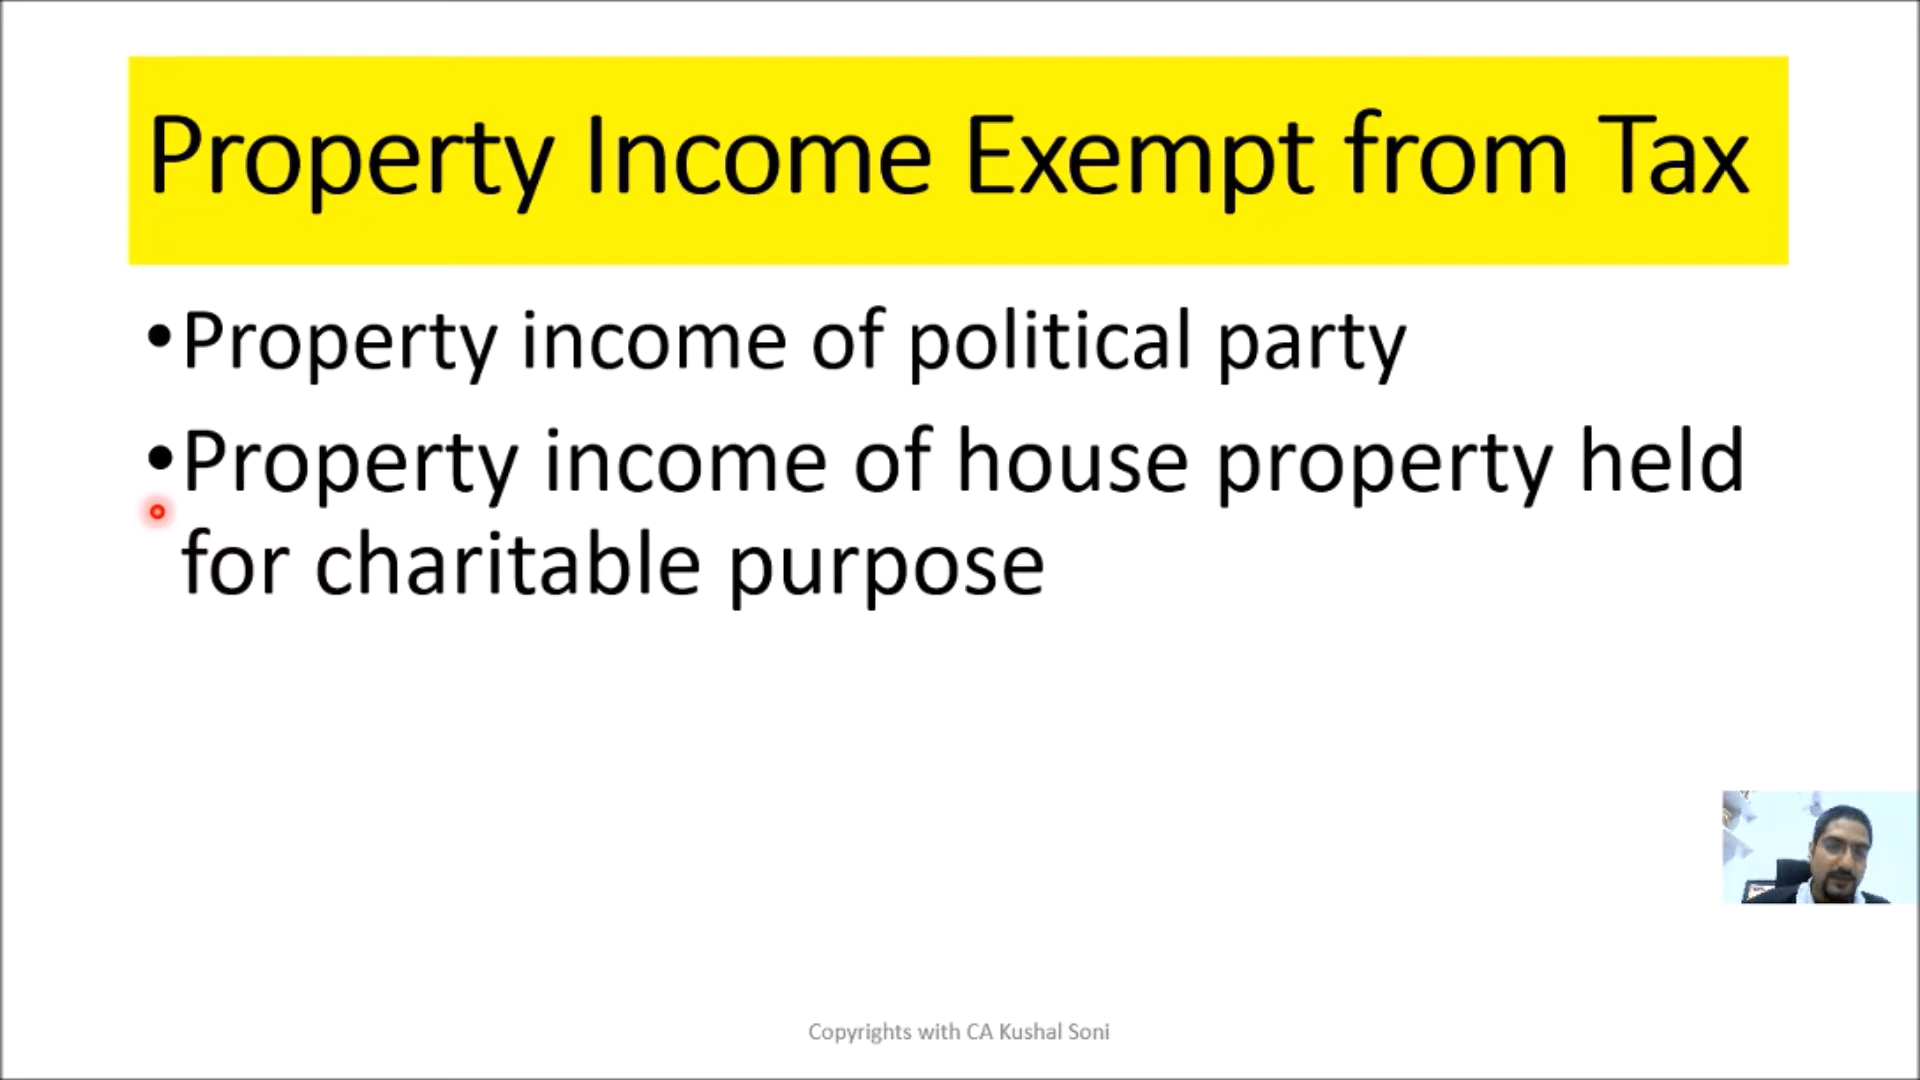 Property Income Exempt from Tax
•Property income of political party
•Property income of house property held
for charitable purpose
Copyrights with CA Kushal Soni